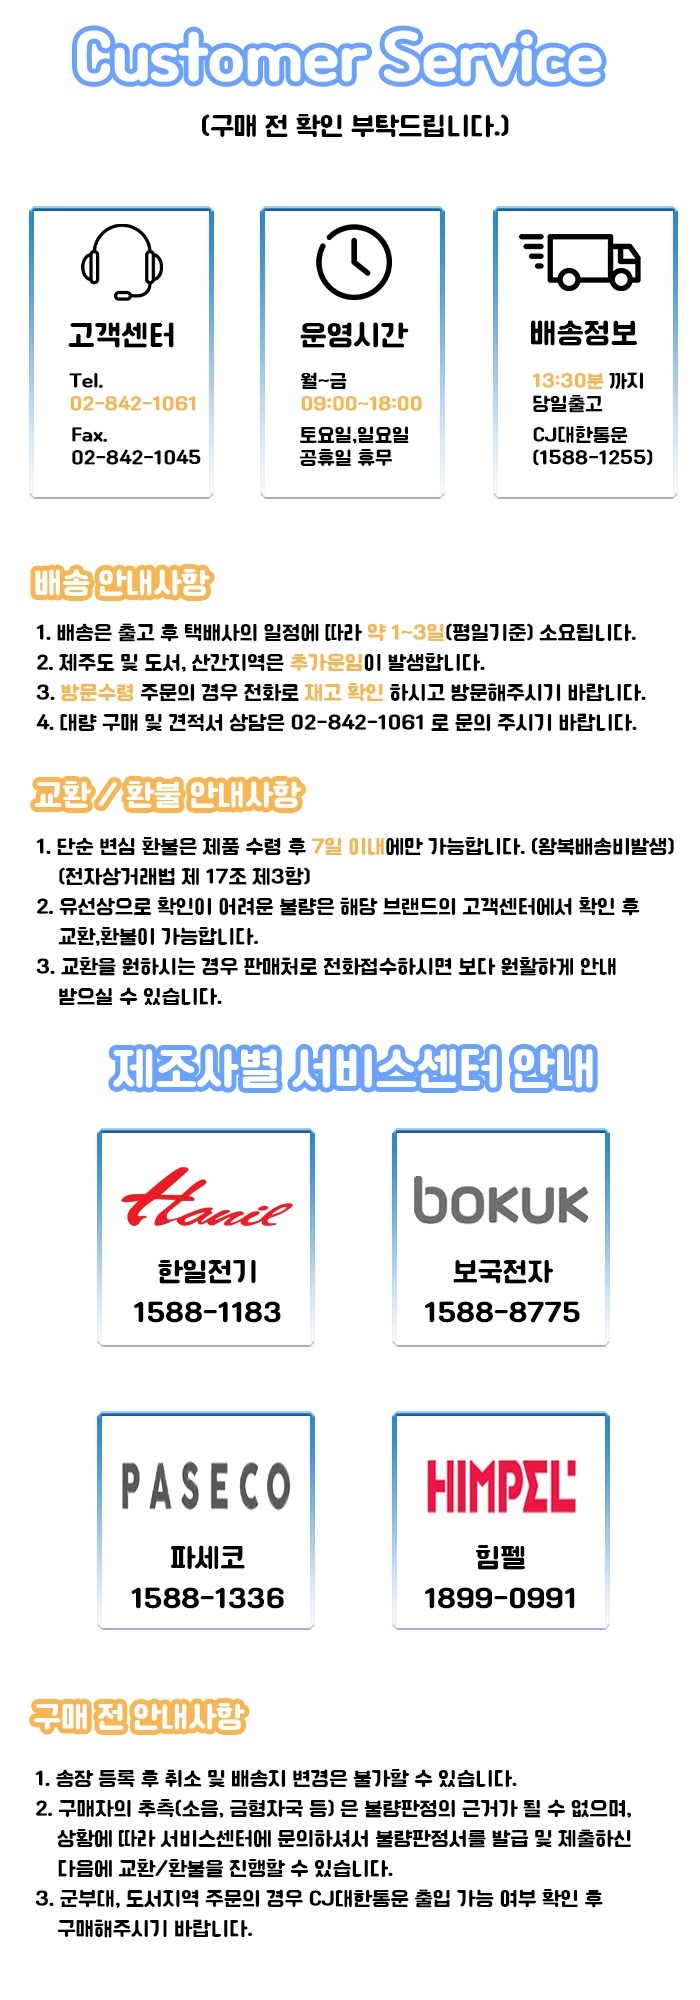 Customer Service
(구매 전 확인 부탁드립니다.)
고객센터
Tel.
02-842-1061
Fax.
02-842-1045
운영시간
월~금
09:00~18:00
토요일,일요일
공휴일 휴무
배송정보
13:30분 까지
당일출고
CJ대한통운
(1588-1255)
배송 안내사항
1. 배송은 출고 후 택배사의 일정에 따라 약 1~3일(평일기준) 소요됩니다.
2. 제주도 및 도서, 산간지역은 추가운임이 발생합니다.
3. 방문수령 주문의 경우 전화로 재고 확인 하시고 방문해주시기 바랍니다.
4. 대량 구매 및 견적서 상담은 02-842-1061 로 문의 주시기 바랍니다.
교환 / 환불 안내사항
1. 단순 변심 환불은 제품 수령 후 7일 이내에만 가능합니다. (왕복배송비발생)
(전자상거래법 제 17조 제3항)
2. 유선상으로 확인이 어려운 불량은 해당 브랜드의 고객센터에서 확인 후
교환,환불이 가능합니다.
3. 교환을 원하시는 경우 판매처로 전화접수하시면 보다 원활하게 안내
받으실 수 있습니다.
제조사별 서비스센터 안내
Hanil
한일전기
1588-1183
bOKUK
보국전자
1588-8775
PASECO
파세코
1588-1336
HIMPEL
힘펠
1899-0991
구매 전 안내사항
1. 송장 등록 후 취소 및 배송지 변경은 불가할 수 있습니다.
2. 구매자의 추측(소음, 금형자국 등) 은 불량판정의 근거가 될 수 없으며,
상황에 따라 서비스센터에 문의하셔서 불량판정서를 발급 및 제출하신
다음에 교환/환불을 진행할 수 있습니다.
3. 군부대, 도서지역 주문의 경우 CJ대한통운 출입 가능 여부 확인 후
구매해주시기 바랍니다.